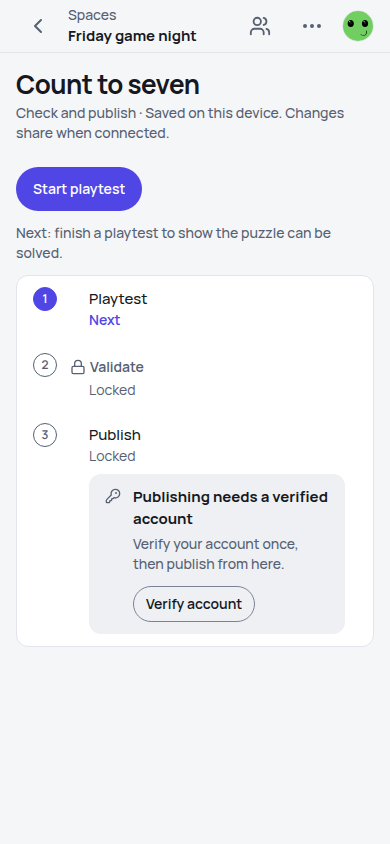 Spaces
Friday game night
Count to seven
Check and publish · Saved on this device. Changes
share when connected.
Start playtest
Next: finish a playtest to show the puzzle can be
solved.
1
Playtest
Next
2
Validate
Locked
3
Publish
Locked
Publishing needs a verified
account
Verify your account once,
then publish from here.
Verify account